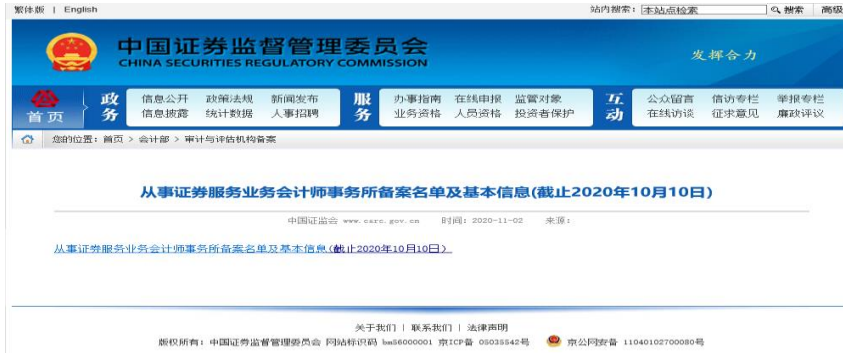 繁体版 | English 站内搜索: 本站点检索 搜索 高级
中国证券监督管理委员会
CHINA SECURITIES REGULATORY COMMISSION
发挥合力
首页
政务
信息公开 政策法规 新闻发布
信息披露 统计数据 人事招聘
服务
办事指南 在线申报 监管对象
业务资格 人员资格 投资者保护
互动
公众留言 信访专栏 举报专栏
在线访谈 征求意见 廉政评议
您的位置: 首页 > 会计部 > 审计与评估机构备案
从事证券服务业务会计师事务所备案名单及基本信息(截止2020年10月10日)
中国证监会 www.csrc.gov.cn 时间: 2020-11-02 来源:
从事证券服务业务会计师事务所备案名单及基本信息(截止2020年10月10日)
关于我们 | 联系我们 | 法律声明
版权所有: 中国证券监督管理委员会 网站标识码 bm56000001 京ICP备 05035542号 京公网安备 11040102700080号